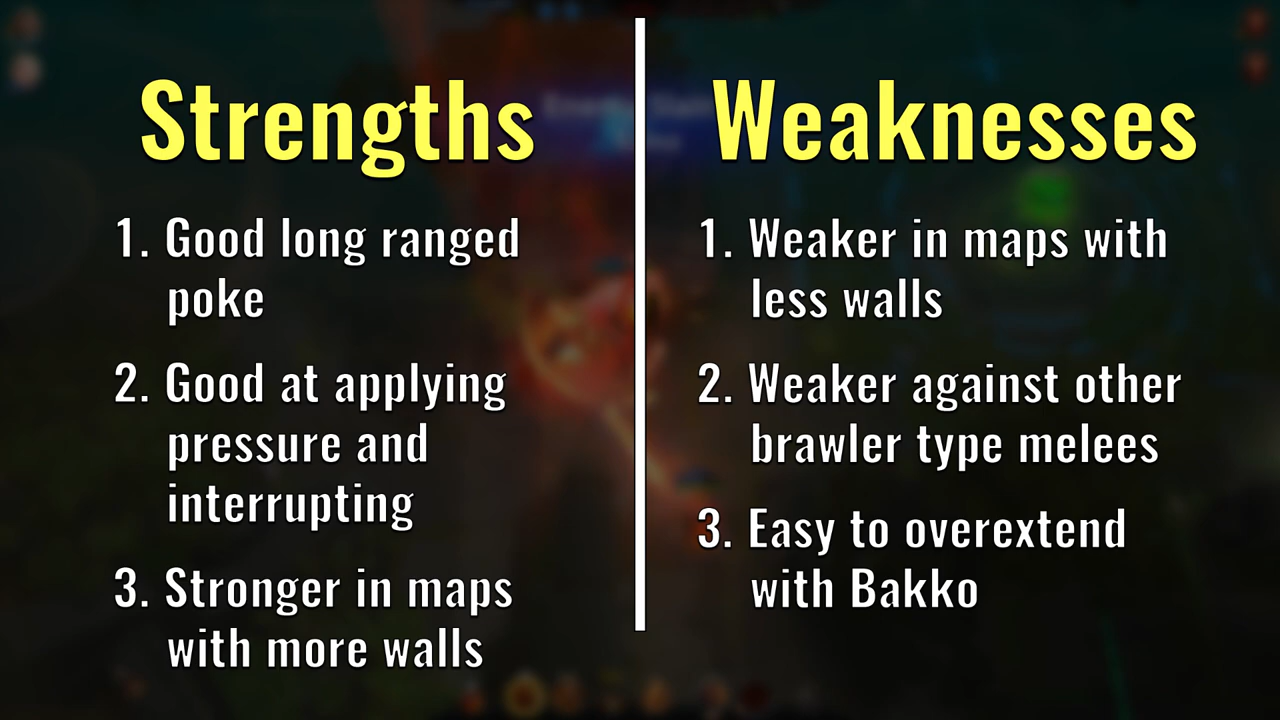 Strengths
1. Good long ranged
poke
2. Good at applying
pressure and
interrupting
3. Stronger in maps
with more walls
Weaknesses
1. Weaker in maps with
less walls
2. Weaker against other
brawler type melees
3. Easy to overextend
with Bakko